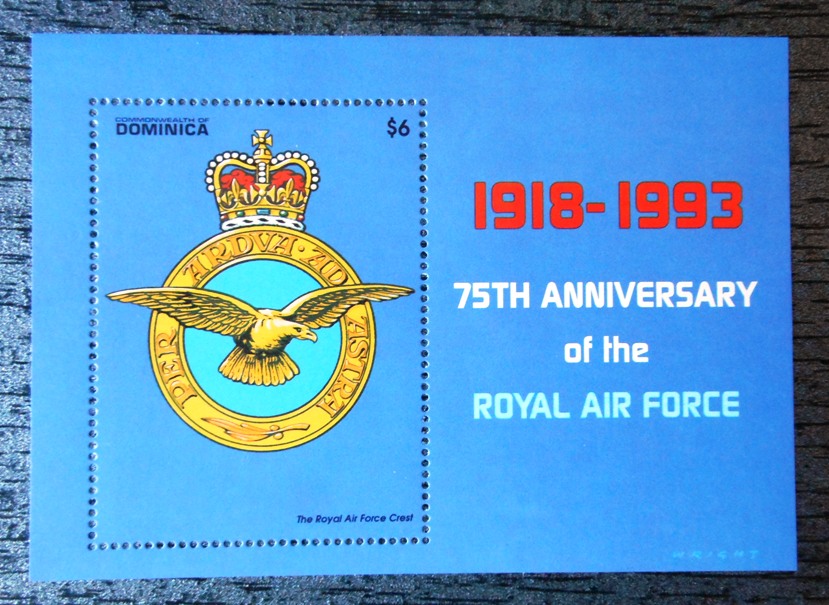 COMMONWEALTH OF
DOMINICA
$6
PER ARDVA · AD ASTRA
The Royal Air Force Crest
1918-1993
75TH ANNIVERSARY
of the
ROYAL AIR FORCE
WRIGHT